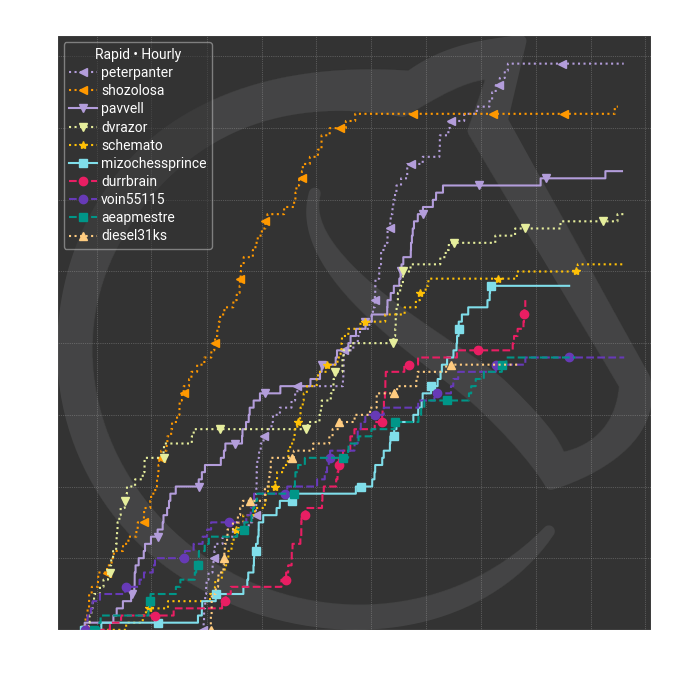 Rapid • Hourly
peterpanter
shozolosa
pavvell
dvrazor
schemato
mizochessprince
durrbrain
voin55115
aeapmestre
diesel31ks